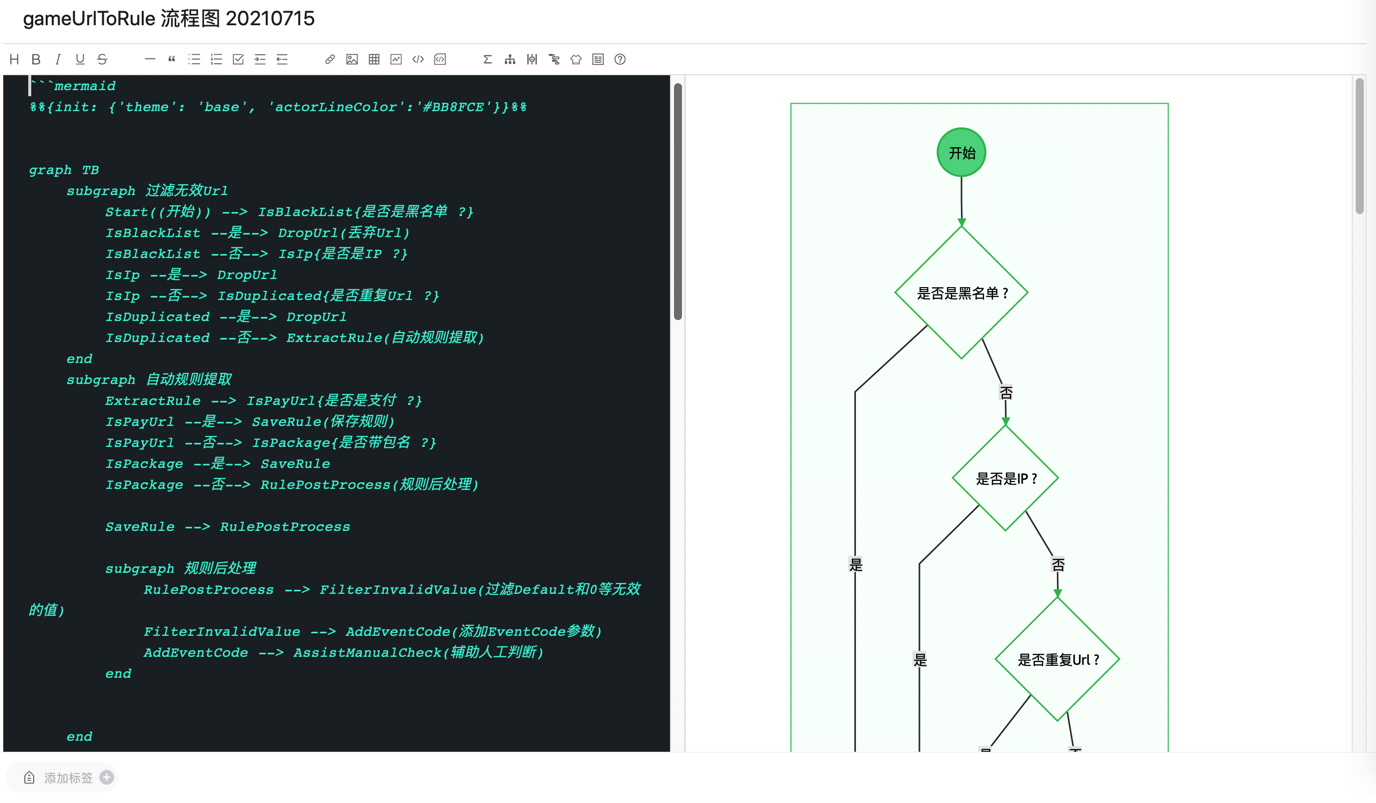 gameUrlToRule 流程图 20210715
```mermaid
%%{init: {'theme': 'base', 'actorLineColor':'#BB8FCE'}}%%
graph TB
subgraph 过滤无效Url
Start((开始)) --> IsBlackList{是否是黑名单 ?}
IsBlackList --是--> DropUrl(丢弃Url)
IsBlackList --否--> IsIp{是否是IP ?}
IsIp --是--> DropUrl
IsIp --否--> IsDuplicated{是否重复Url ?}
IsDuplicated --是--> DropUrl
IsDuplicated --否--> ExtractRule(自动规则提取)
end
subgraph 自动规则提取
ExtractRule --> IsPayUrl{是否是支付 ?}
IsPayUrl --是--> SaveRule(保存规则)
IsPayUrl --否--> IsPackage{是否带包名 ?}
IsPackage --是--> SaveRule
IsPackage --否--> RulePostProcess(规则后处理)
SaveRule --> RulePostProcess
subgraph 规则后处理
RulePostProcess --> FilterInvalidValue(过滤Default和0等无效
的值)
FilterInvalidValue --> AddEventCode(添加EventCode参数)
AddEventCode --> AssistManualCheck(辅助人工判断)
end
end
开始
是否是黑名单 ?
否
是否是IP ?
是
否
是
是否重复Url ?
添加标签